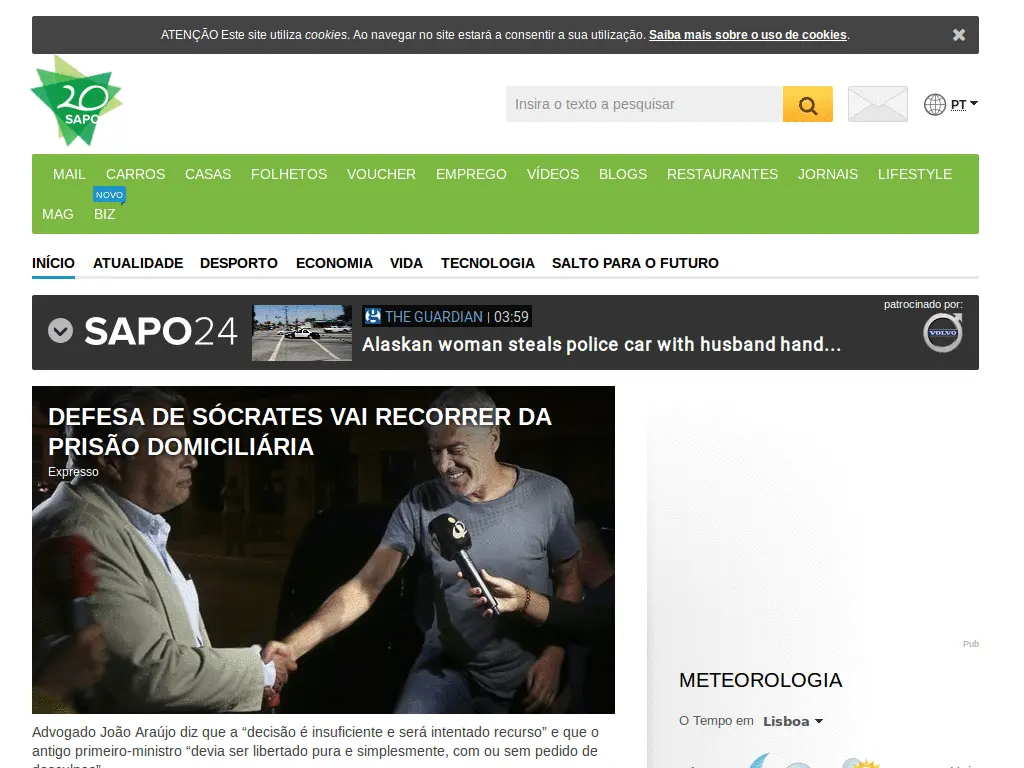 ATENÇÃO Este site utiliza cookies. Ao navegar no site estará a consentir a sua utilização. Saiba mais sobre o uso de cookies.
20
SAPO
Insira o texto a pesquisar
PT
MAIL CARROS CASAS FOLHETOS VOUCHER EMPREGO VÍDEOS BLOGS RESTAURANTES JORNAIS LIFESTYLE
NOVO
MAG BIZ
INÍCIO ATUALIDADE DESPORTO ECONOMIA VIDA TECNOLOGIA SALTO PARA O FUTURO
patrocinado por:
SAPO24
THE GUARDIAN | 03:59
Alaskan woman steals police car with husband hand...
VOLVO
DEFESA DE SÓCRATES VAI RECORRER DA
PRISÃO DOMICILIÁRIA
Expresso
Pub
METEOROLOGIA
O Tempo em Lisboa
Advogado João Araújo diz que a “decisão é insuficiente e será intentado recurso” e que o
antigo primeiro-ministro “devia ser libertado pura e simplesmente, com ou sem pedido de